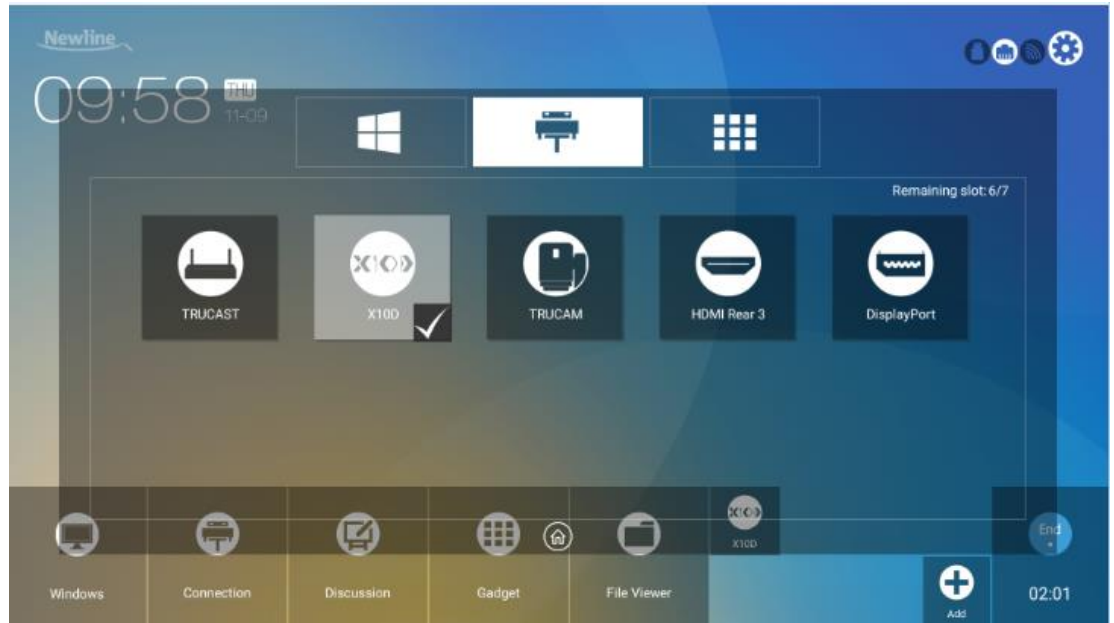 Newline
09:58
THU
11-09
Remaining slot: 6/7
TRUCAST
X10D
TRUCAM
HDMI Rear 3
DisplayPort
X10D
End
Windows
Connection
Discussion
Gadget
File Viewer
Add
02:01